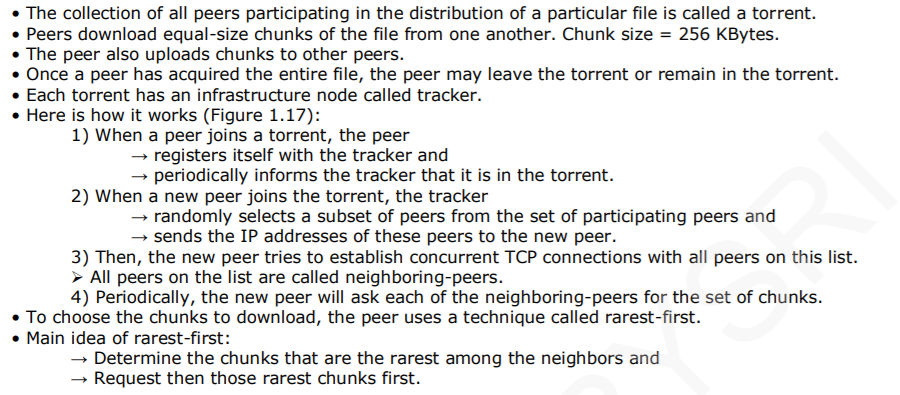 • The collection of all peers participating in the distribution of a particular file is called a torrent.
• Peers download equal-size chunks of the file from one another. Chunk size = 256 KBytes.
• The peer also uploads chunks to other peers.
• Once a peer has acquired the entire file, the peer may leave the torrent or remain in the torrent.
• Each torrent has an infrastructure node called tracker.
• Here is how it works (Figure 1.17):
1) When a peer joins a torrent, the peer
→ registers itself with the tracker and
→ periodically informs the tracker that it is in the torrent.
2) When a new peer joins the torrent, the tracker
→ randomly selects a subset of peers from the set of participating peers and
→ sends the IP addresses of these peers to the new peer.
3) Then, the new peer tries to establish concurrent TCP connections with all peers on this list.
➢ All peers on the list are called neighboring-peers.
4) Periodically, the new peer will ask each of the neighboring-peers for the set of chunks.
• To choose the chunks to download, the peer uses a technique called rarest-first.
• Main idea of rarest-first:
→ Determine the chunks that are the rarest among the neighbors and
→ Request then those rarest chunks first.